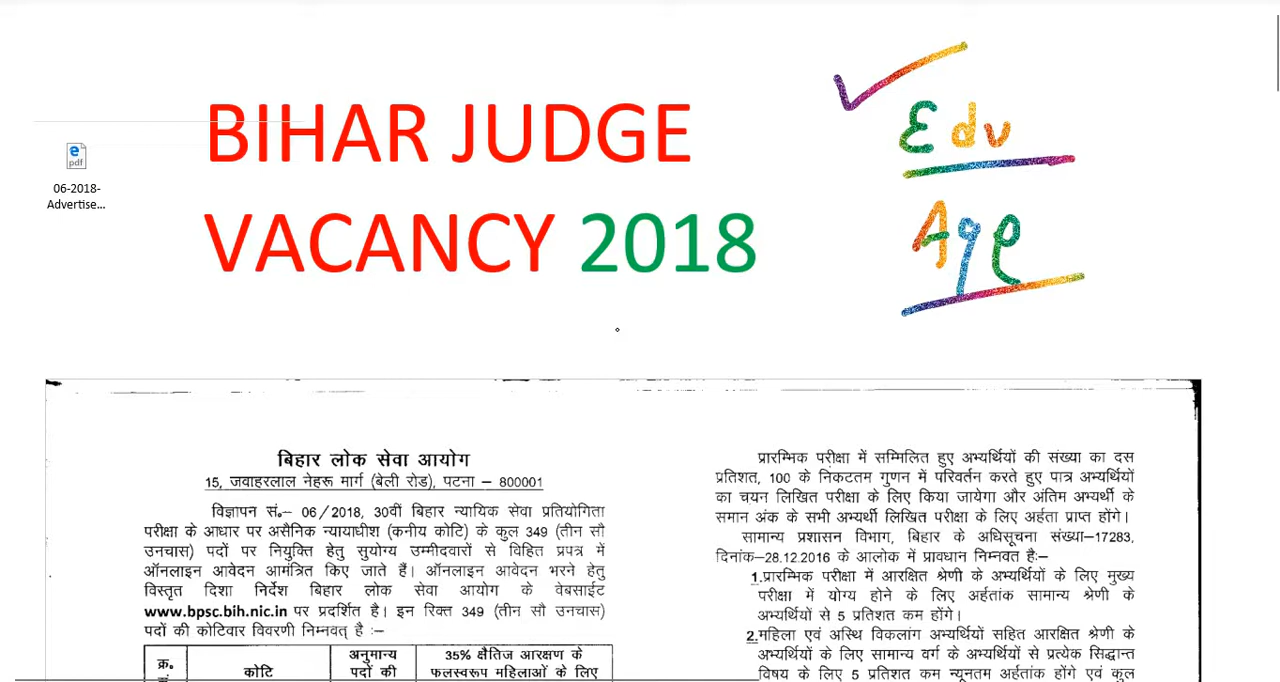 BIHAR JUDGE
VACANCY 2018
Edu
Age
pdf
06-2018-
Advertise...
बिहार लोक सेवा आयोग
15, जवाहरलाल नेहरू मार्ग (बेली रोड), पटना – 800001
विज्ञापन सं०– 06/2018, 30वीं बिहार न्यायिक सेवा प्रतियोगिता
परीक्षा के आधार पर असैनिक न्यायाधीश (कनीय कोटि) के कुल 349 (तीन सौ
उनचास) पदों पर नियुक्ति हेतु सुयोग्य उम्मीदवारों से विहित प्रपत्र में
ऑनलाइन आवेदन आमंत्रित किए जाते हैं। ऑनलाइन आवेदन भरने हेतु
विस्तृत दिशा निर्देश बिहार लोक सेवा आयोग के वेबसाईट
www.bpsc.bih.nic.in पर प्रदर्शित है। इन रिक्त 349 (तीन सौ उनचास)
पदों की कोटिवार विवरणी निम्नवत् है :–
क्र० कोटि
अनुमान्य
पदों की
35% क्षैतिज आरक्षण के
फलस्वरूप महिलाओं के लिए
प्रारम्भिक परीक्षा में सम्मिलित हुए अभ्यर्थियों की संख्या का दस
प्रतिशत, 100 के निकटतम गुणन में परिवर्तन करते हुए पात्र अभ्यर्थियों
का चयन लिखित परीक्षा के लिए किया जायेगा और अंतिम अभ्यर्थी के
समान अंक के सभी अभ्यर्थी लिखित परीक्षा के लिए अर्हता प्राप्त होंगे।
सामान्य प्रशासन विभाग, बिहार के अधिसूचना संख्या–17283,
दिनांक–28.12.2016 के आलोक में प्रावधान निम्नवत है:–
1.प्रारम्भिक परीक्षा में आरक्षित श्रेणी के अभ्यर्थियों के लिए मुख्य
परीक्षा में योग्य होने के लिए अर्हतांक सामान्य श्रेणी के
अभ्यर्थियों से 5 प्रतिशत कम होंगे।
2.महिला एवं अस्थि विकलांग अभ्यर्थियों सहित आरक्षित श्रेणी के
अभ्यर्थियों के लिए सामान्य वर्ग के अभ्यर्थियों से प्रत्येक सिद्धान्त
विषय के लिए 5 प्रतिशत कम न्यूनतम अर्हतांक होंगे एवं कुल